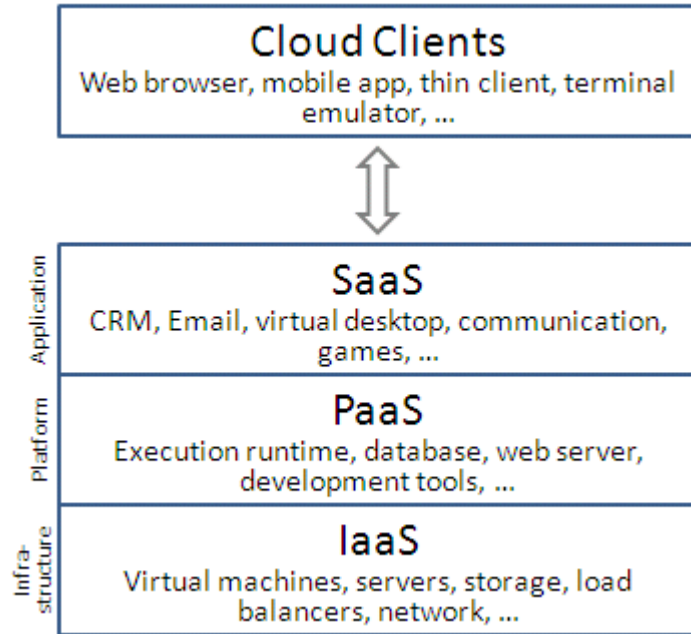 Cloud Clients
Web browser, mobile app, thin client, terminal
emulator, ...
Application
SaaS
CRM, Email, virtual desktop, communication,
games, ...
Platform
PaaS
Execution runtime, database, web server,
development tools, ...
Infra-
structure
IaaS
Virtual machines, servers, storage, load
balancers, network, ...